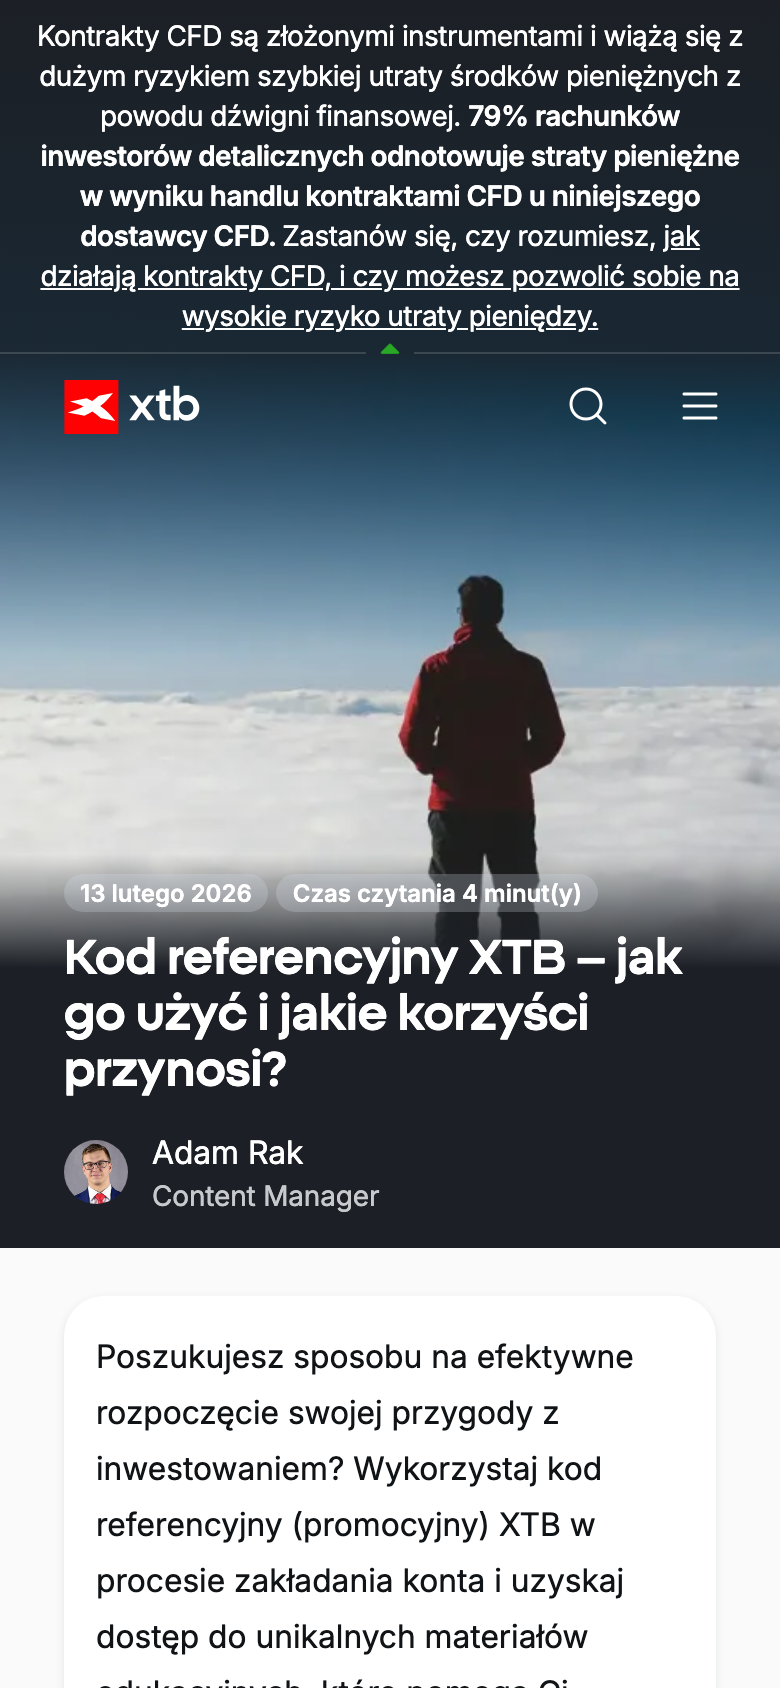 Kontrakty CFD są złożonymi instrumentami i wiążą się z
dużym ryzykiem szybkiej utraty środków pieniężnych z
powodu dźwigni finansowej. 79% rachunków
inwestorów detalicznych odnotowuje straty pieniężne
w wyniku handlu kontraktami CFD u niniejszego
dostawcy CFD. Zastanów się, czy rozumiesz, jak
działają kontrakty CFD, i czy możesz pozwolić sobie na
wysokie ryzyko utraty pieniędzy.
xtb
13 lutego 2026 Czas czytania 4 minut(y)
Kod referencyjny XTB – jak
go użyć i jakie korzyści
przynosi?
Adam Rak
Content Manager
Poszukujesz sposobu na efektywne
rozpoczęcie swojej przygody z
inwestowaniem? Wykorzystaj kod
referencyjny (promocyjny) XTB w
procesie zakładania konta i uzyskaj
dostęp do unikalnych materiałów